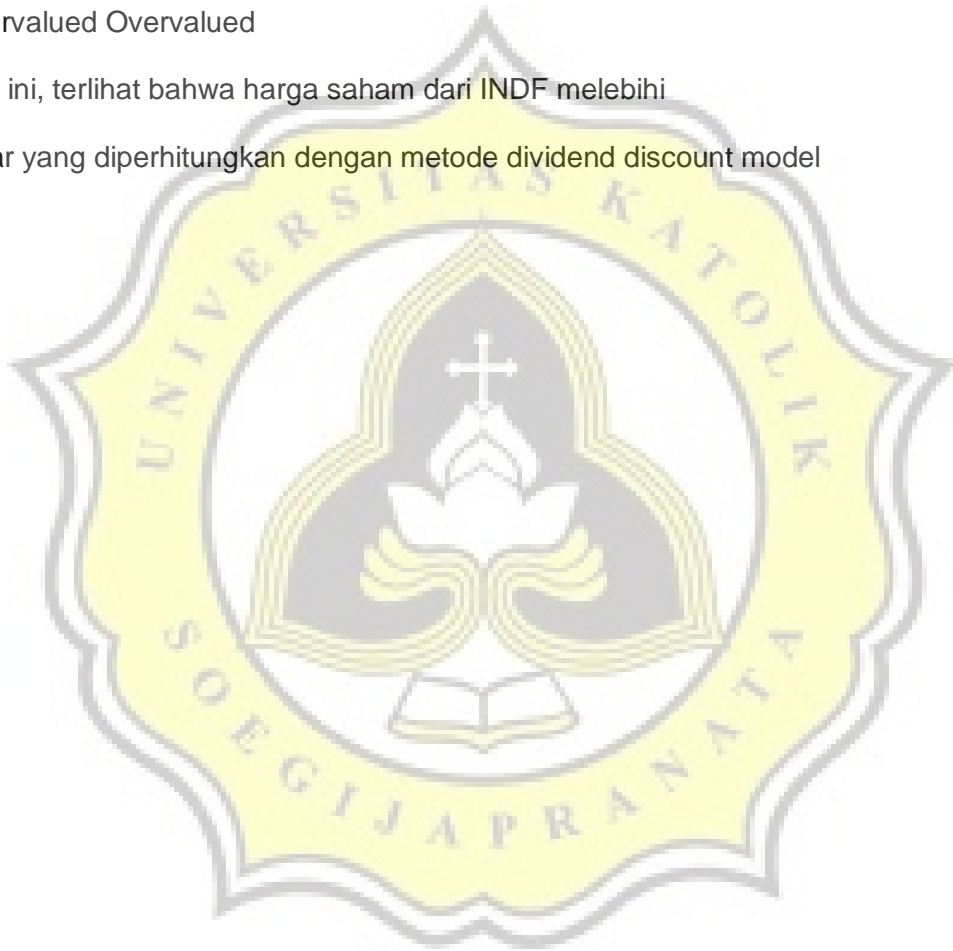 rvalued Overvalued
ini, terlihat bahwa harga saham dari INDF melebihi
ar yang diperhitungkan dengan metode dividend discount model
UNIVERSITAS KATOLIK
SOEGIJAPRANATA